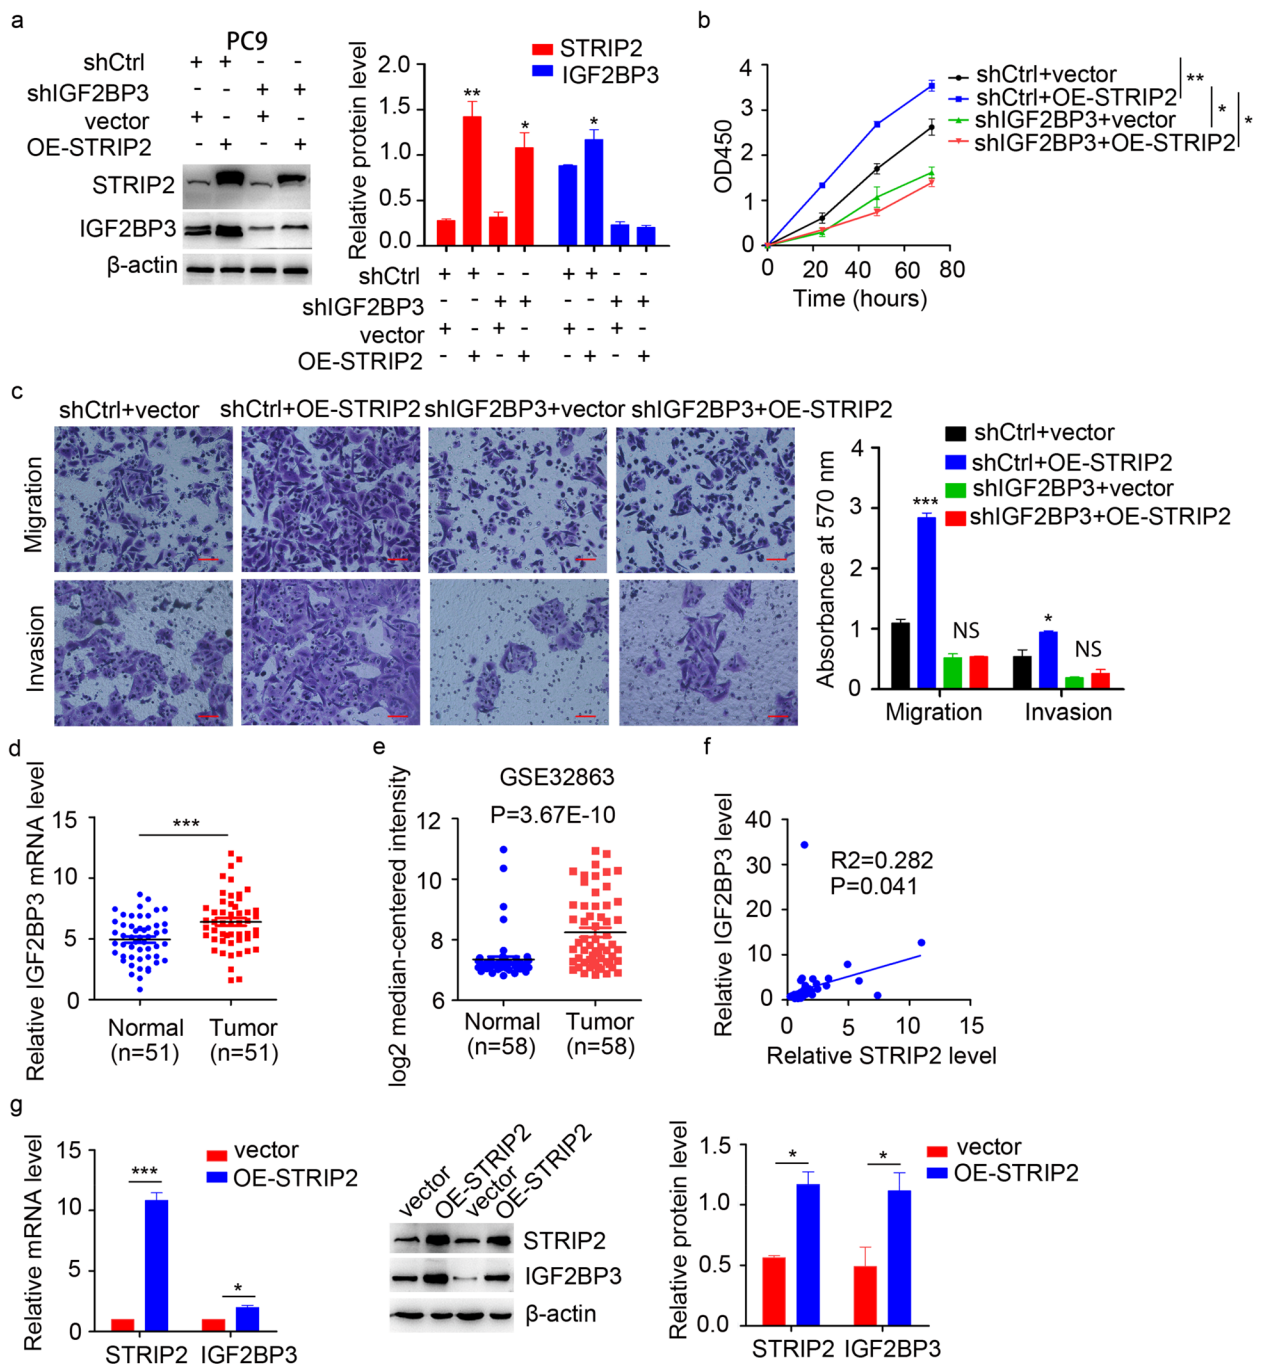 a
PC9
shCtrl + + - -
shIGF2BP3 - - + +
vector + - + -
OE-STRIP2 - + - +
STRIP2
IGF2BP3
β-actin
STRIP2
IGF2BP3
Relative protein level
2.0
1.5
1.0
0.5
0.0
** * *
shCtrl + + - - + + - -
shIGF2BP3 - - + + - - + +
vector + - + - + - + -
OE-STRIP2 - + - + - + - +
b
OD450
4
3
2
1
0
0 20 40 60 80
Time (hours)
shCtrl+vector
shCtrl+OE-STRIP2
shIGF2BP3+vector
shIGF2BP3+OE-STRIP2
**
*
*
c
shCtrl+vector shCtrl+OE-STRIP2 shIGF2BP3+vector shIGF2BP3+OE-STRIP2
Migration
Invasion
Absorbance at 570 nm
4
3
2
1
0
shCtrl+vector
shCtrl+OE-STRIP2
shIGF2BP3+vector
shIGF2BP3+OE-STRIP2
***
NS
*
NS
Migration Invasion
d
Relative IGF2BP3 mRNA level
15
10
5
0
***
Normal Tumor
(n=51) (n=51)
e
log2 median-centered intensity
GSE32863
P=3.67E-10
12
10
8
6
Normal Tumor
(n=58) (n=58)
f
Relative IGF2BP3 level
40
30
20
10
0
R2=0.282
P=0.041
0 5 10 15
Relative STRIP2 level
g
Relative mRNA level
15
10
5
0
vector
OE-STRIP2
***
*
STRIP2 IGF2BP3
vector OE-STRIP2 vector OE-STRIP2
STRIP2
IGF2BP3
β-actin
Relative protein level
1.5
1.0
0.5
0.0
vector
OE-STRIP2
* *
STRIP2 IGF2BP3